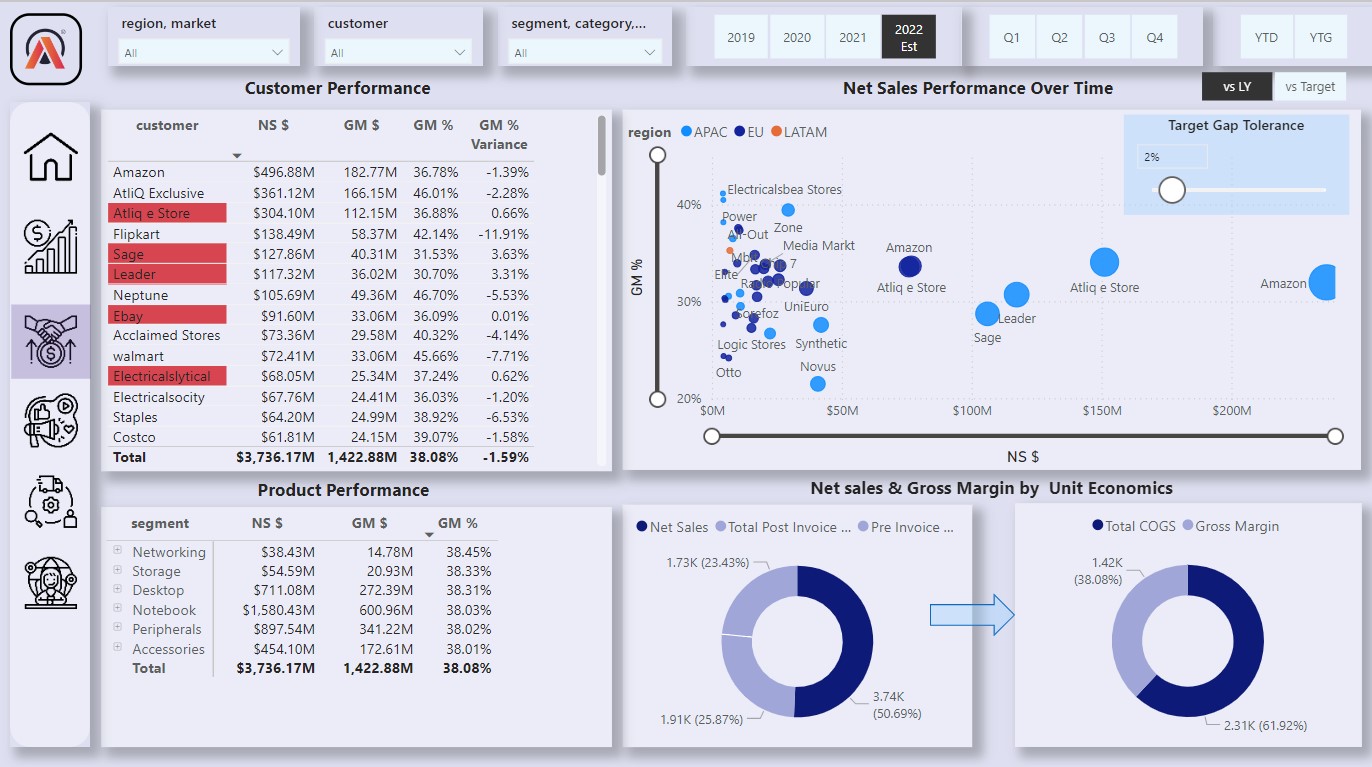 region, market
customer
segment, category,...
All
All
All
2019
2020
2021
2022 Est
Q1
Q2
Q3
Q4
YTD
YTG
Customer Performance
Net Sales Performance Over Time
vs LY
vs Target
customer NS $ GM $ GM % GM % Variance
Amazon $496.88M 182.77M 36.78% -1.39%
AtliQ Exclusive $361.12M 166.15M 46.01% -2.28%
Atliq e Store $304.10M 112.15M 36.88% 0.66%
Flipkart $138.49M 58.37M 42.14% -11.91%
Sage $127.86M 40.31M 31.53% 3.63%
Leader $117.32M 36.02M 30.70% 3.31%
Neptune $105.69M 49.36M 46.70% -5.53%
Ebay $91.60M 33.06M 36.09% 0.01%
Acclaimed Stores $73.36M 29.58M 40.32% -4.14%
walmart $72.41M 33.06M 45.66% -7.71%
Electricalslytical $68.05M 25.34M 37.24% 0.62%
Electricalsocity $67.76M 24.41M 36.03% -1.20%
Staples $64.20M 24.99M 38.92% -6.53%
Costco $61.81M 24.15M 39.07% -1.58%
Total $3,736.17M 1,422.88M 38.08% -1.59%
region APAC EU LATAM
Target Gap Tolerance
2%
GM %
40%
30%
20%
Electricalsbea Stores
Power
Zone
All-Out
Media Markt
Elite
7
Popular
UniEuro
Logic Stores
Synthetic
Otto
Novus
Amazon
Atliq e Store
Sage
Leader
Atliq e Store
Amazon
$0M
$50M
$100M
$150M
$200M
NS $
Product Performance
segment NS $ GM $ GM %
Networking $38.43M 14.78M 38.45%
Storage $54.59M 20.93M 38.33%
Desktop $711.08M 272.39M 38.31%
Notebook $1,580.43M 600.96M 38.03%
Peripherals $897.54M 341.22M 38.02%
Accessories $454.10M 172.61M 38.01%
Total $3,736.17M 1,422.88M 38.08%
Net sales & Gross Margin by Unit Economics
Net Sales Total Post Invoice ... Pre Invoice ...
1.73K (23.43%)
1.91K (25.87%)
3.74K
(50.69%)
Total COGS Gross Margin
1.42K
(38.08%)
2.31K (61.92%)